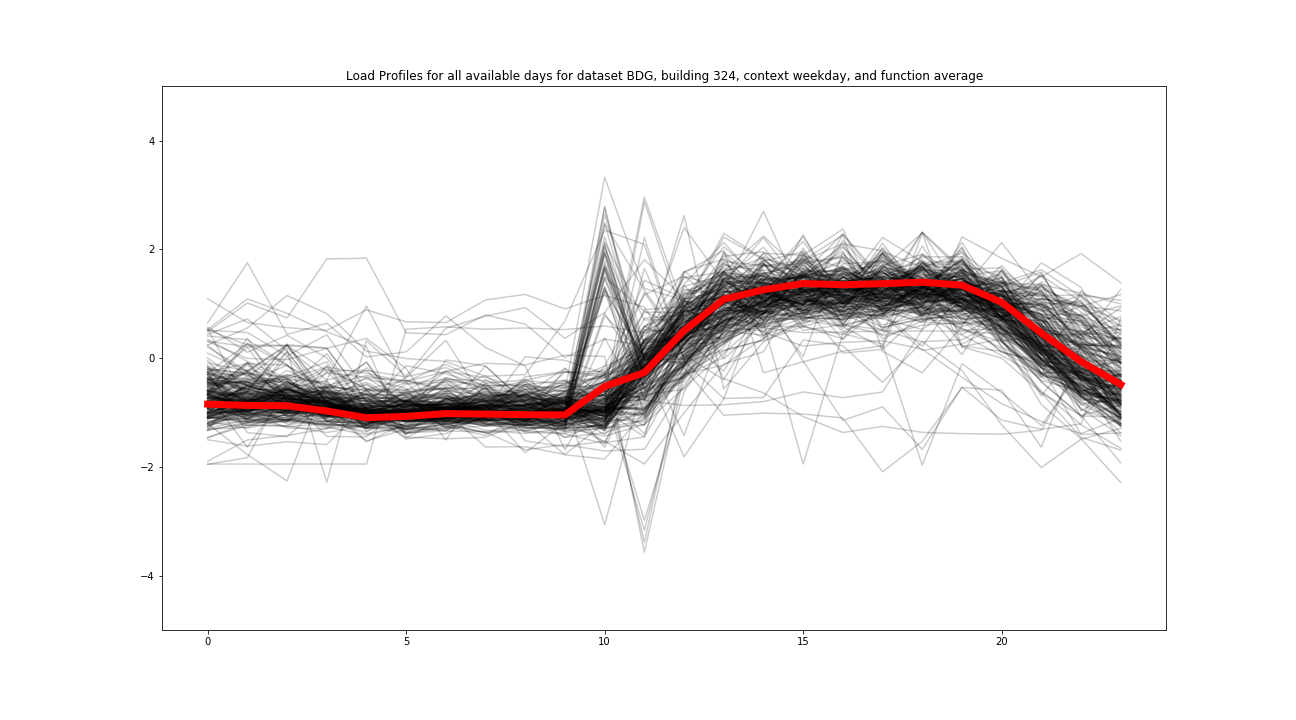 Load Profiles for all available days for dataset BDG, building 324, context weekday, and function average
4
2
0
−2
−4
0 5 10 15 20